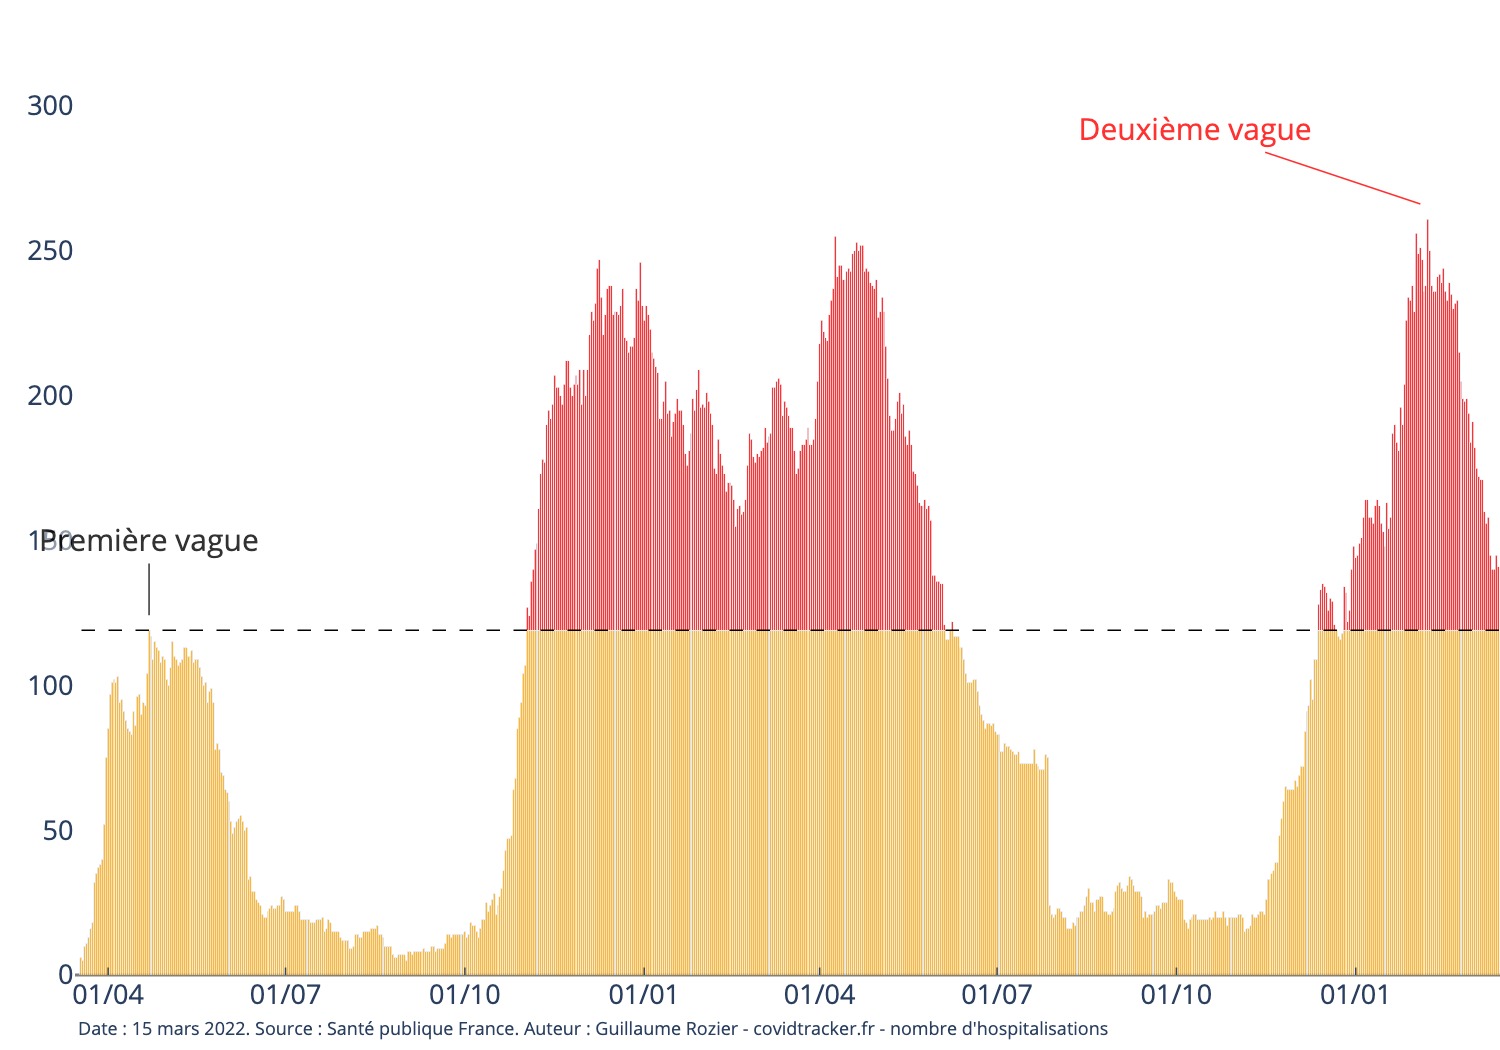 300
Deuxième vague
250
200
150
Première vague
100
50
0
01/04 01/07 01/10 01/01 01/04 01/07 01/10 01/01
Date : 15 mars 2022. Source : Santé publique France. Auteur : Guillaume Rozier - covidtracker.fr - nombre d'hospitalisations